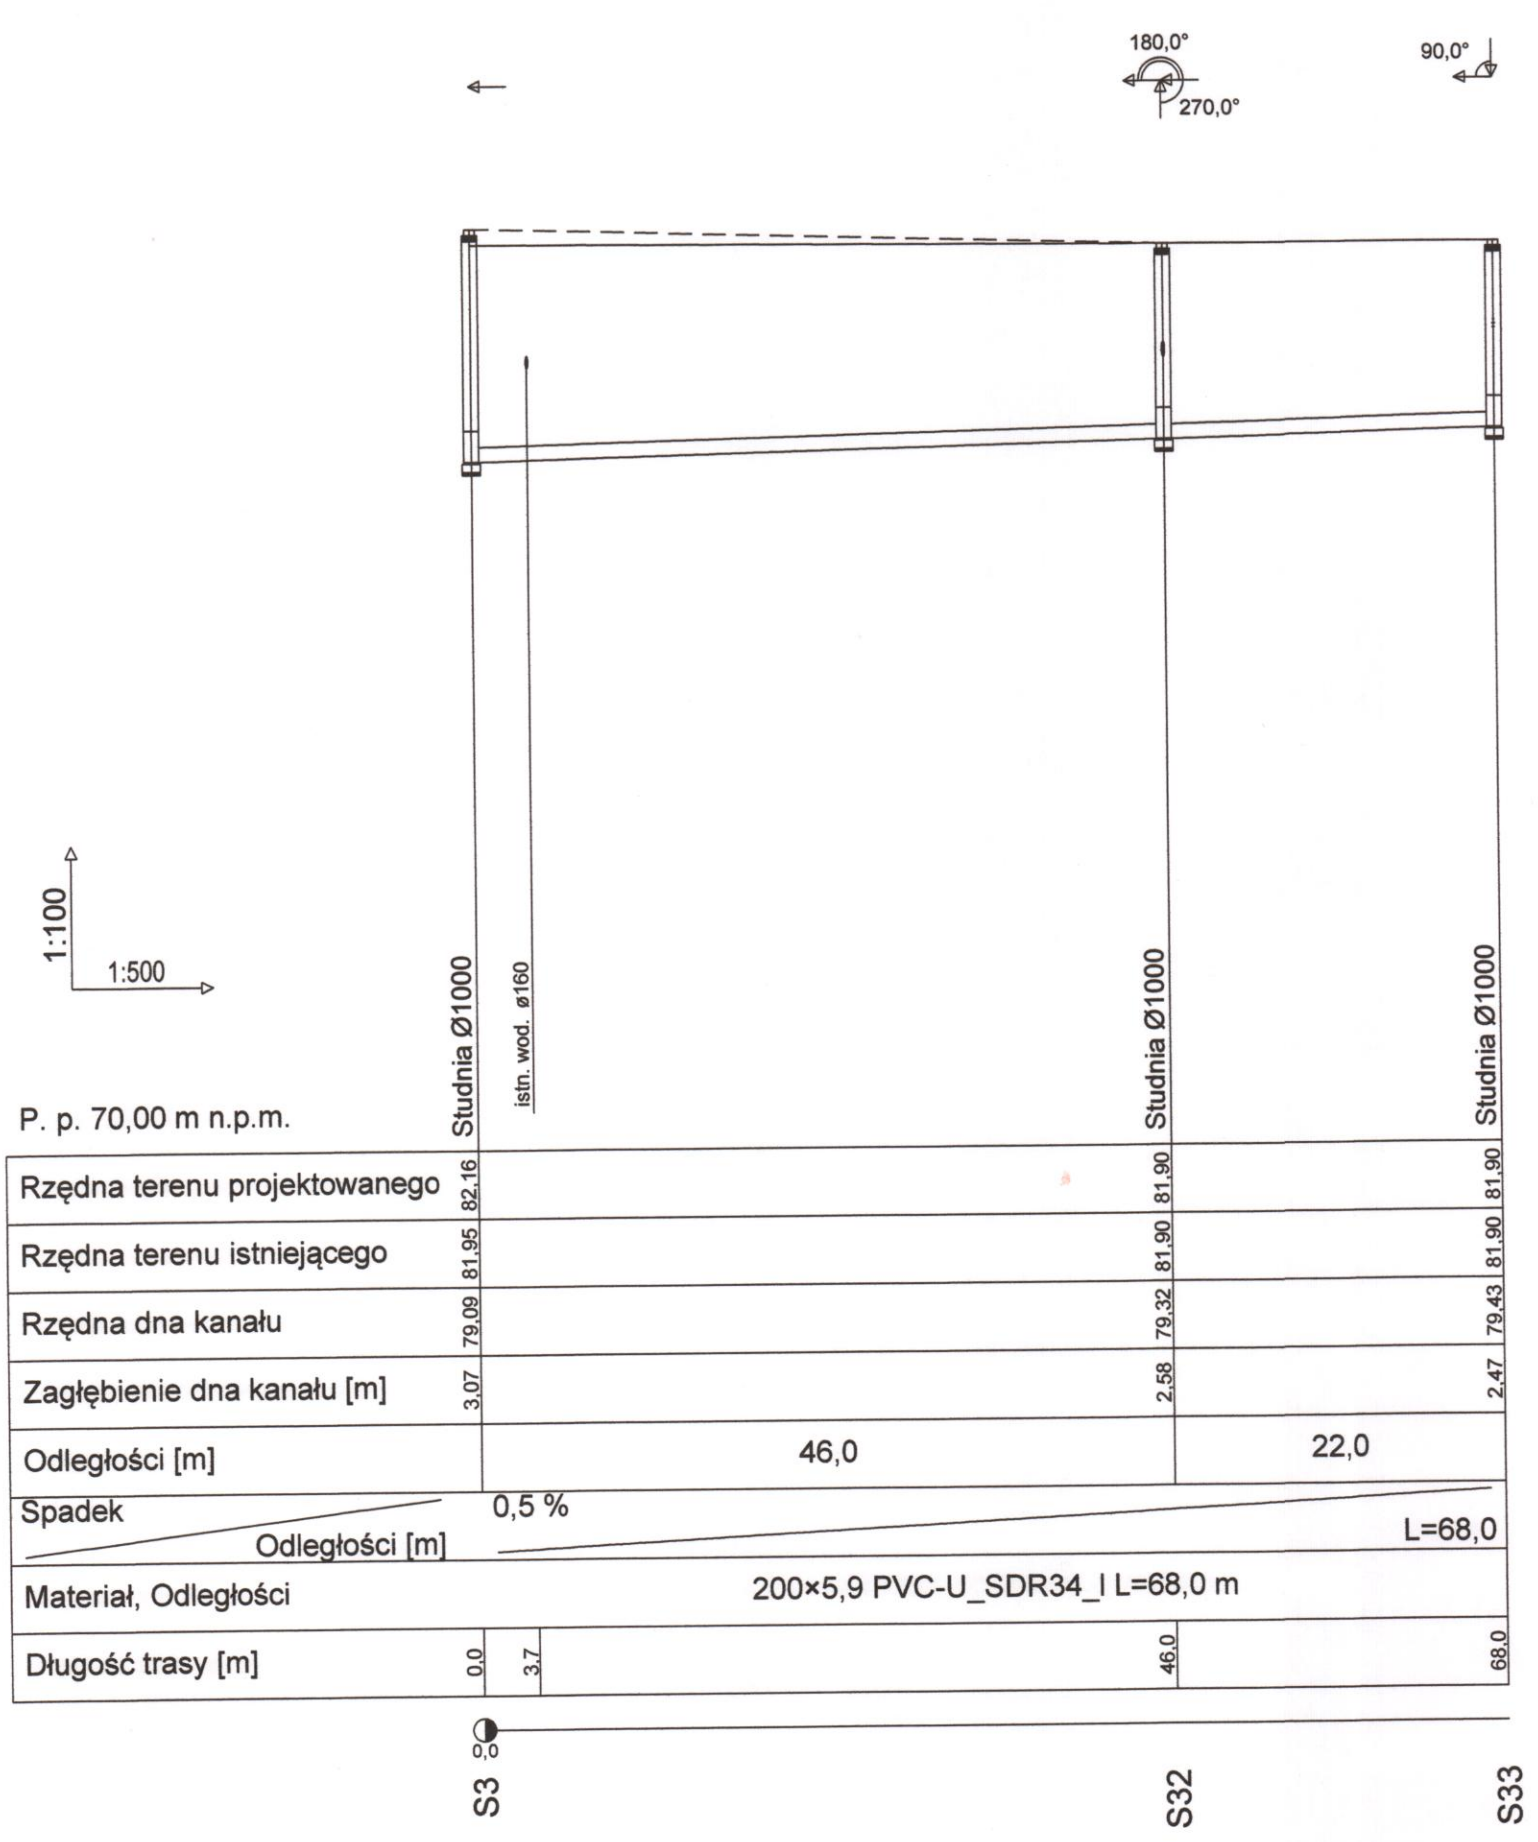 180,0°
90,0°
270,0°
1:100
1:500
Studnia Ø1000
istn. wod. ø160
Studnia Ø1000
Studnia Ø1000
P. p. 70,00 m n.p.m.
Rzędna terenu projektowanego 82,16 81,90 81,90
Rzędna terenu istniejącego 81,95 81,90 81,90
Rzędna dna kanału 79,09 79,32 79,43
Zagłębienie dna kanału [m] 3,07 2,58 2,47
Odległości [m] 46,0 22,0
Spadek 0,5 %
Odległości [m] L=68,0
Materiał, Odległości 200×5,9 PVC-U_SDR34_l L=68,0 m
Długość trasy [m] 0,0 3,7 46,0 68,0
0,0
S3 S32 S33